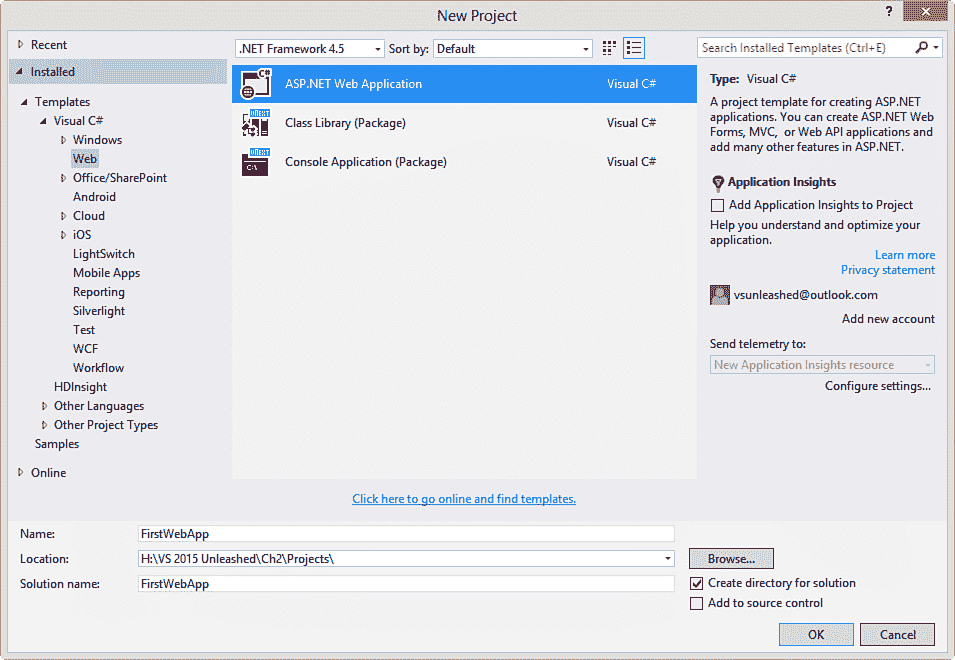 New Project
?
Recent
Installed
Templates
Visual C#
Windows
Web
Office/SharePoint
Android
Cloud
iOS
LightSwitch
Mobile Apps
Reporting
Silverlight
Test
WCF
Workflow
HDInsight
Other Languages
Other Project Types
Samples
Online
.NET Framework 4.5 Sort by: Default
C# ASP.NET Web Application Visual C#
VNEXT Class Library (Package) Visual C#
VNEXT C:\ Console Application (Package) Visual C#
Click here to go online and find templates.
Search Installed Templates (Ctrl+E)
Type: Visual C#
A project template for creating ASP.NET
applications. You can create ASP.NET Web
Forms, MVC, or Web API applications and
add many other features in ASP.NET.
Application Insights
Add Application Insights to Project
Help you understand and optimize your
application.
Learn more
Privacy statement
vsunleashed@outlook.com
Add new account
Send telemetry to:
New Application Insights resource
Configure settings...
Name: FirstWebApp
Location: H:\VS 2015 Unleashed\Ch2\Projects\ Browse...
Solution name: FirstWebApp
Create directory for solution
Add to source control
OK Cancel